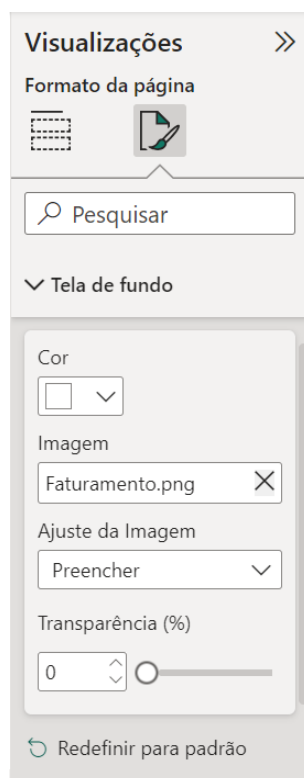 Visualizações
Formato da página
Pesquisar
Tela de fundo
Cor
Imagem
Faturamento.png
Ajuste da Imagem
Preencher
Transparência (%)
0
Redefinir para padrão